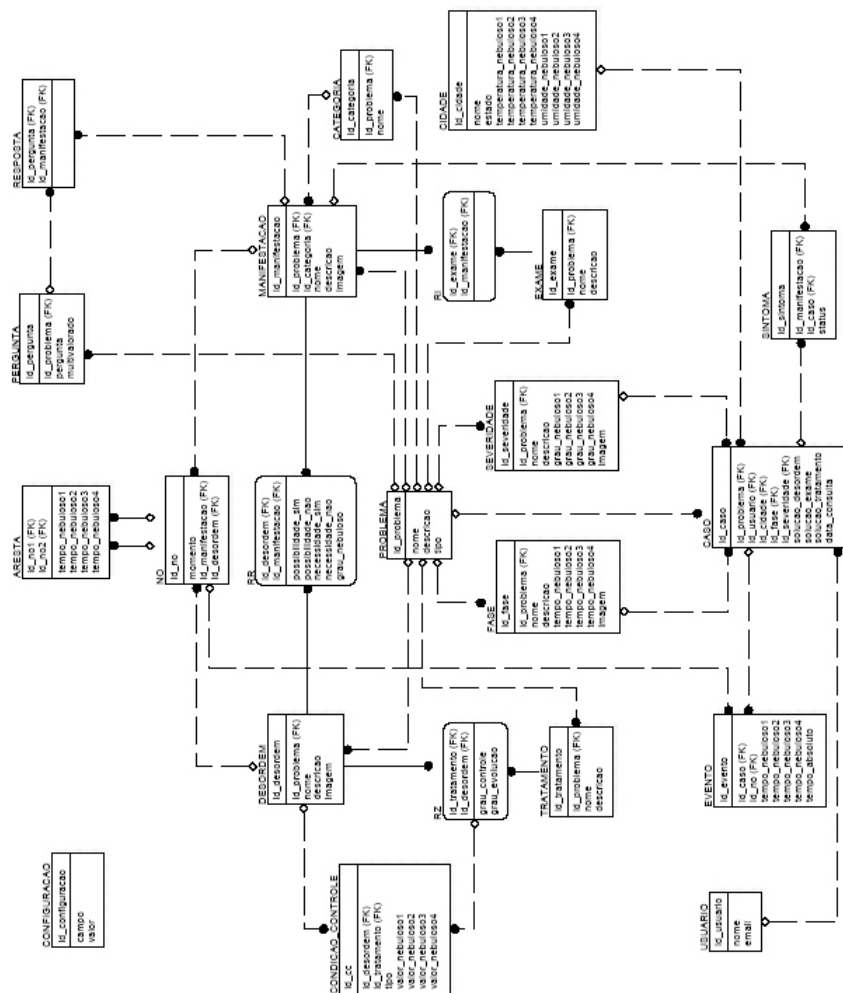 CONFIGURACAO
id_configuracao
campo
valor
ARESTA
id_no1 (FK)
id_no2 (FK)
tempo_nebuloso1
tempo_nebuloso2
tempo_nebuloso3
tempo_nebuloso4
PERGUNTA
id_pergunta
id_problema (FK)
pergunta
multivalorado
RESPOSTA
id_pergunta (FK)
id_manifestacao (FK)
DESORDEM
id_desordem
id_problema (FK)
nome
descricao
imagem
NO
id_no
momento
id_manifestacao (FK)
id_desordem (FK)
RR
id_desordem (FK)
id_manifestacao (FK)
possibilidade_sim
possibilidade_nao
necessidade_sim
necessidade_nao
grau_nebuloso
MANIFESTACAO
id_manifestacao
id_problema (FK)
id_categoria (FK)
nome
descricao
imagem
CATEGORIA
id_categoria
id_problema (FK)
nome
CONDICAO_CONTROLE
id_cc
id_desordem (FK)
id_tratamento (FK)
tipo
valor_nebuloso1
valor_nebuloso2
valor_nebuloso3
valor_nebuloso4
RZ
id_tratamento (FK)
id_desordem (FK)
grau_controle
grau_evolucao
PROBLEMA
id_problema
nome
descricao
tipo
RI
id_exame (FK)
id_manifestacao (FK)
CIDADE
id_cidade
nome
estado
temperatura_nebuloso1
temperatura_nebuloso2
temperatura_nebuloso3
temperatura_nebuloso4
umidade_nebuloso1
umidade_nebuloso2
umidade_nebuloso3
umidade_nebuloso4
TRATAMENTO
id_tratamento
id_problema (FK)
nome
descricao
FASE
id_fase
id_problema (FK)
nome
descricao
tempo_nebuloso1
tempo_nebuloso2
tempo_nebuloso3
tempo_nebuloso4
imagem
SEVERIDADE
id_severidade
id_problema (FK)
nome
descricao
grau_nebuloso1
grau_nebuloso2
grau_nebuloso3
grau_nebuloso4
imagem
EXAME
id_exame
id_problema (FK)
nome
descricao
USUARIO
id_usuario
nome
email
EVENTO
id_evento
id_caso (FK)
id_no (FK)
tempo_nebuloso1
tempo_nebuloso2
tempo_nebuloso3
tempo_nebuloso4
tempo_absoluto
CASO
id_caso
id_problema (FK)
id_usuario (FK)
id_cidade (FK)
id_fase (FK)
id_severidade (FK)
solucao_desordem
solucao_exame
solucao_tratamento
data_consulta
SINTOMA
id_sintoma
id_manifestacao (FK)
id_caso (FK)
status